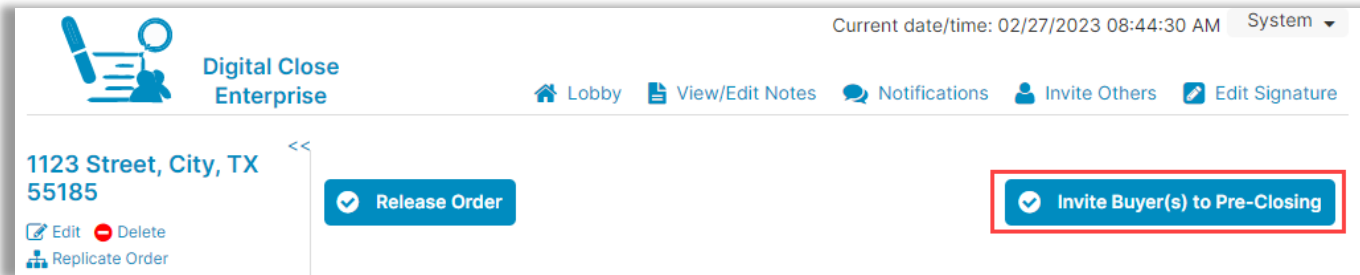 Current date/time: 02/27/2023 08:44:30 AM System
Digital Close
Enterprise
Lobby View/Edit Notes Notifications Invite Others Edit Signature
<<
1123 Street, City, TX
55185
Release Order Invite Buyer(s) to Pre-Closing
Edit Delete
Replicate Order